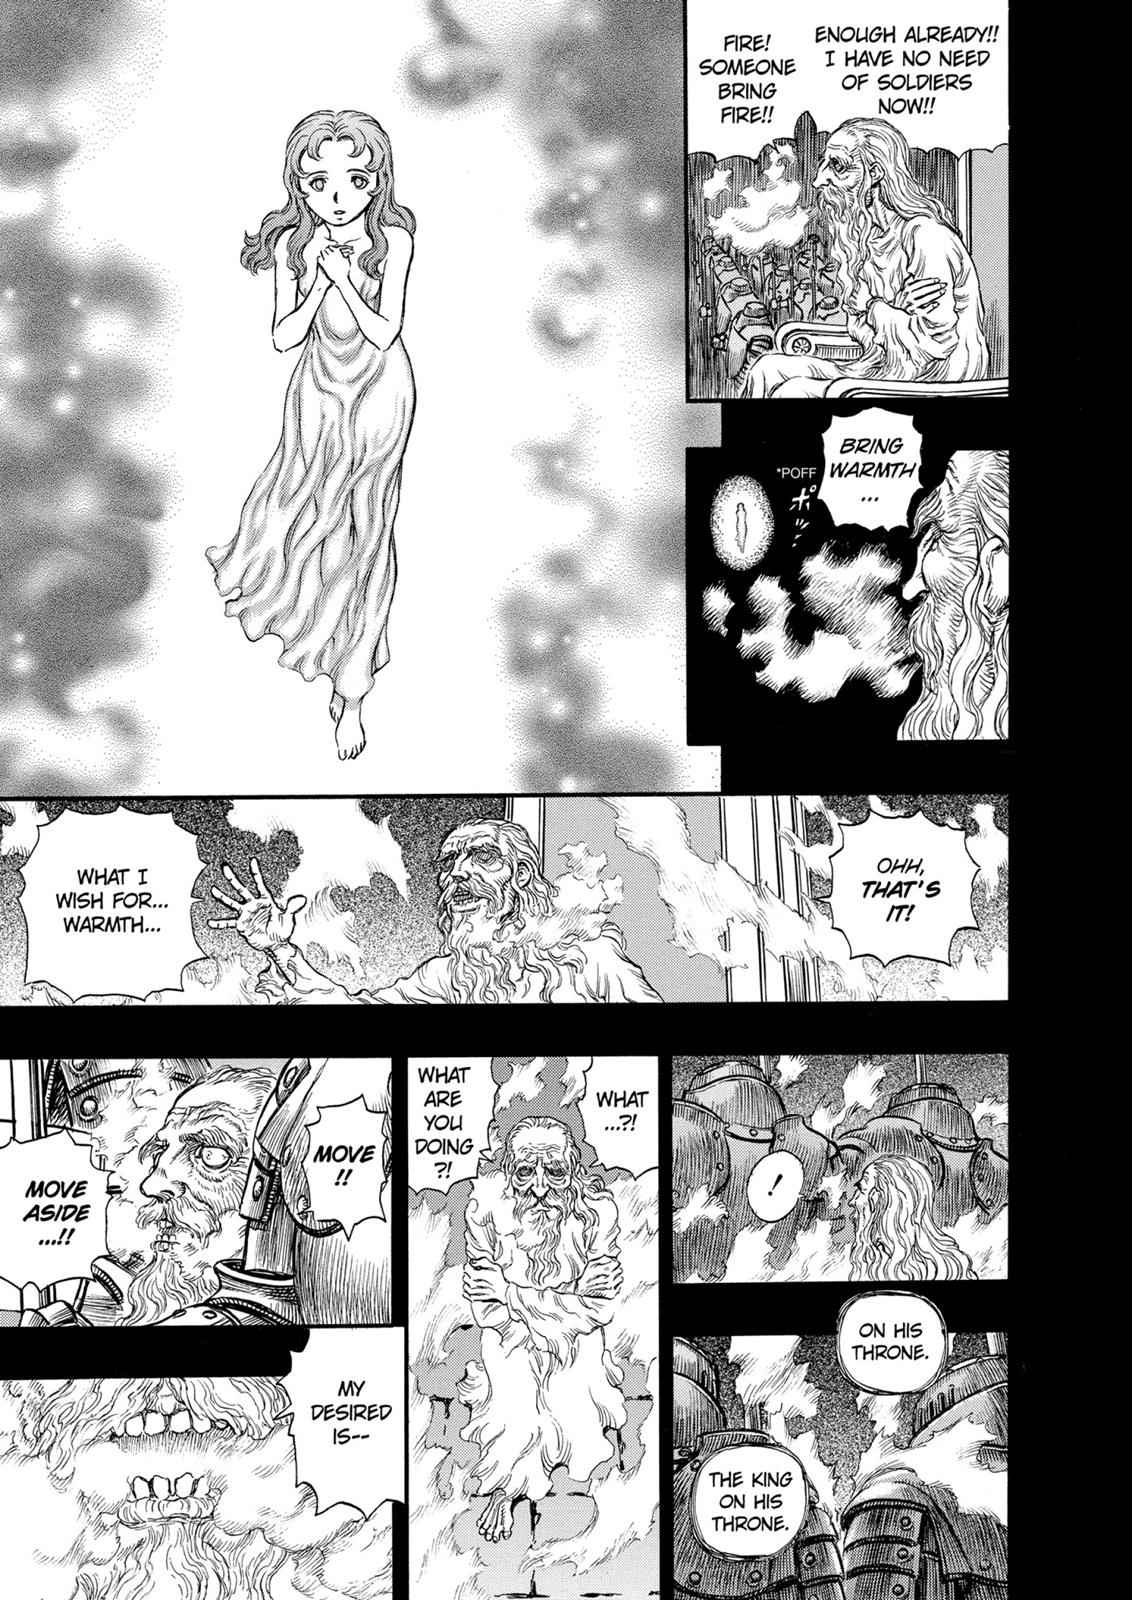 ENOUGH ALREADY!!
I HAVE NO NEED
OF SOLDIERS
NOW!!
FIRE!
SOMEONE
BRING
FIRE!!
BRING
WARMTH
...
*POFF
ポッ
OHH,
THAT'S
IT!
WHAT I
WISH FOR...
WARMTH...
!
ON HIS
THRONE.
THE KING
ON HIS
THRONE.
WHAT
...?!
WHAT
ARE
YOU
DOING
?!
MOVE
!!
MOVE
ASIDE
...!!
MY
DESIRED
IS--